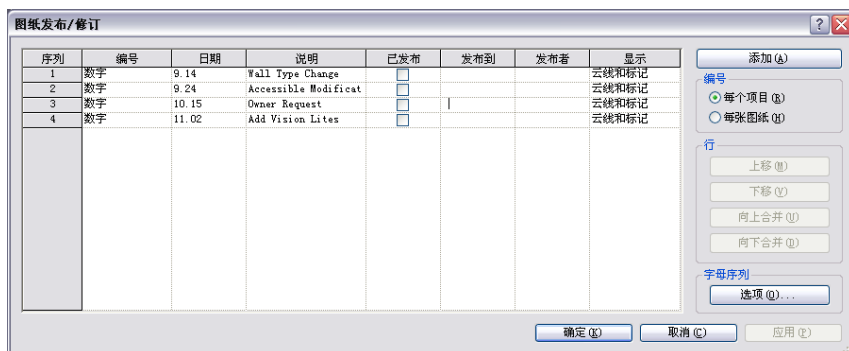 图纸发布/修订
序列 编号 日期 说明 已发布 发布到 发布者 显示
1 数字 9.14 Wall Type Change 云线和标记
2 数字 9.24 Accessible Modificat 云线和标记
3 数字 10.15 Owner Request 云线和标记
4 数字 11.02 Add Vision Lites 云线和标记
添加(A)
编号
每个项目(R)
每张图纸(H)
行
上移(M)
下移(V)
向上合并(U)
向下合并(D)
字母序列
选项(O)...
确定(K) 取消(C) 应用(P)